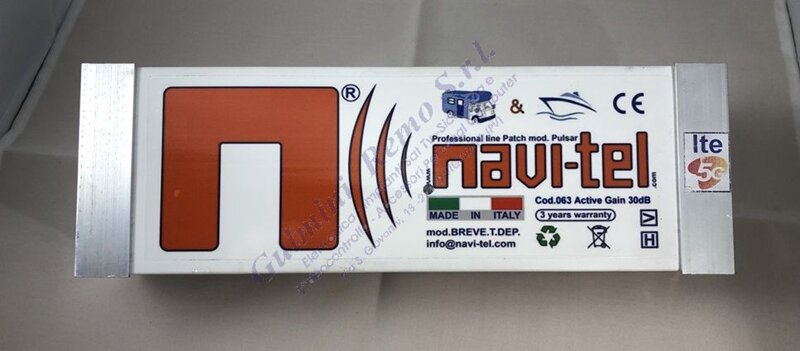 ®
& CE
Professional line Patch mod. Pulsar
www.navi-tel.com
Cod.063 Active Gain 30dB
MADE IN ITALY
3 years warranty
V
mod.BREVE.T.DEP.
H
info@navi-tel.com
lte
5G
Gubinini Remo S.r.l.